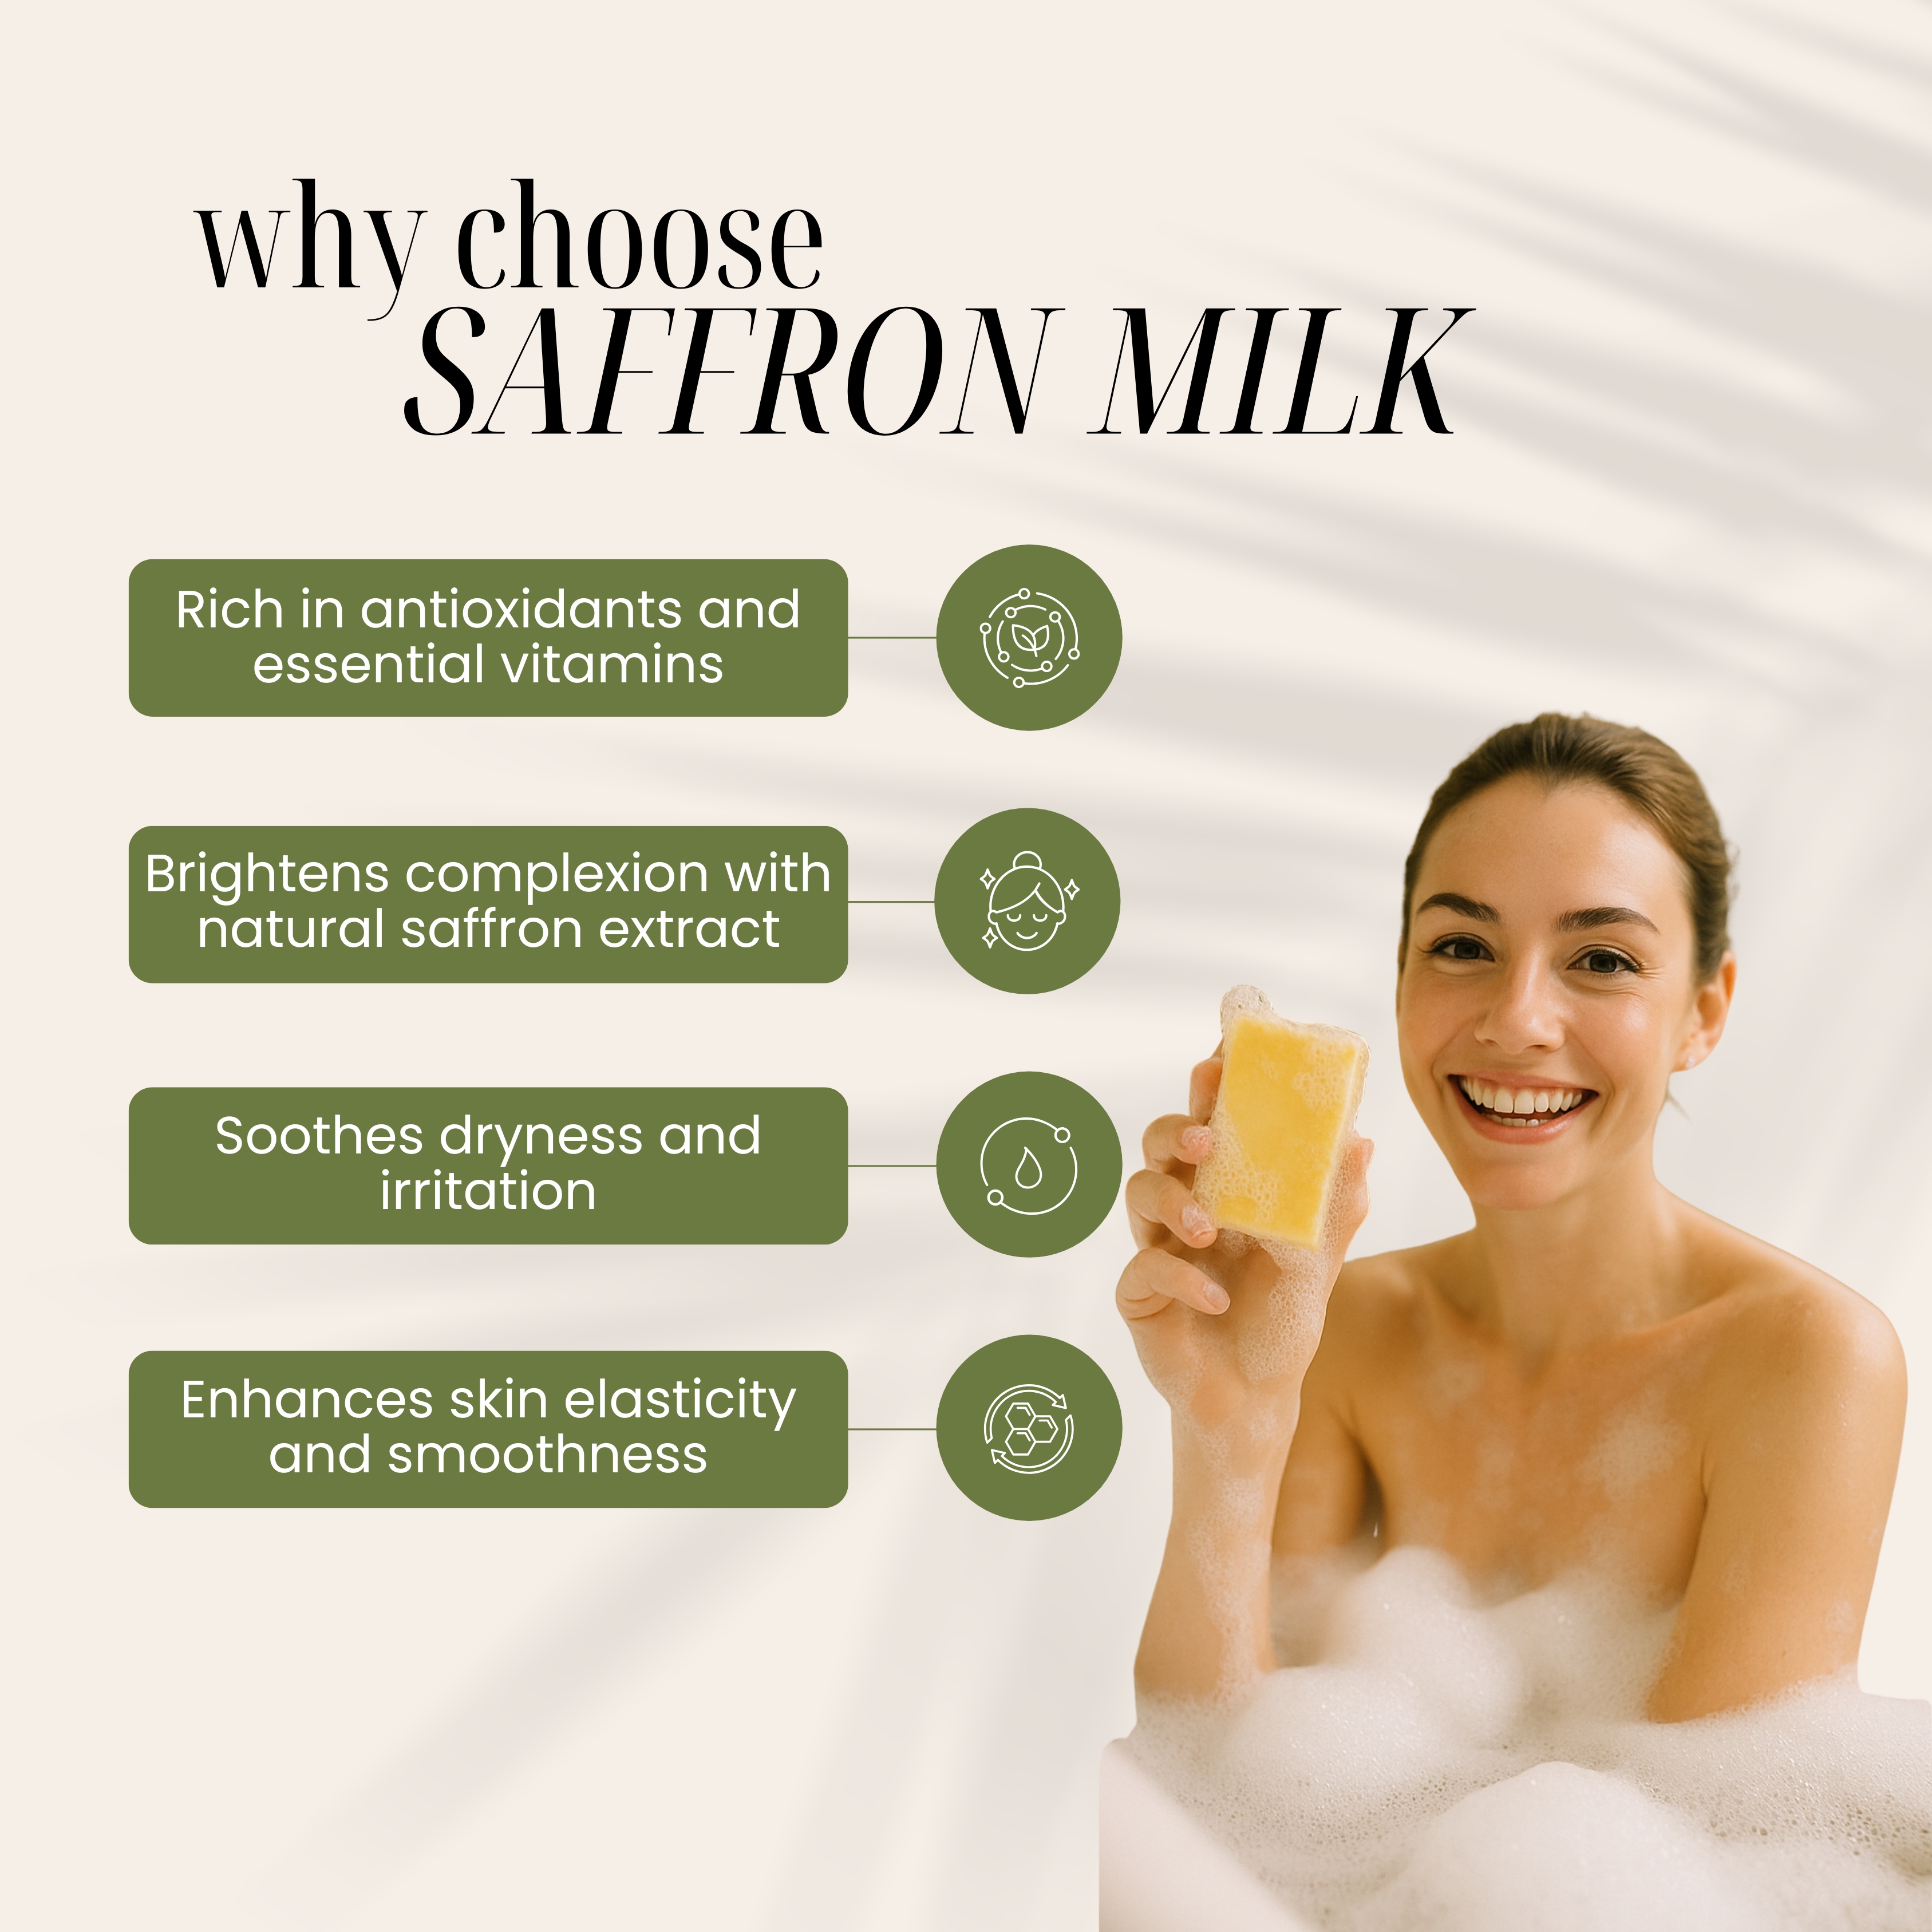 why choose
SAFFRON MILK
Rich in antioxidants and
essential vitamins
Brightens complexion with
natural saffron extract
Soothes dryness and
irritation
Enhances skin elasticity
and smoothness